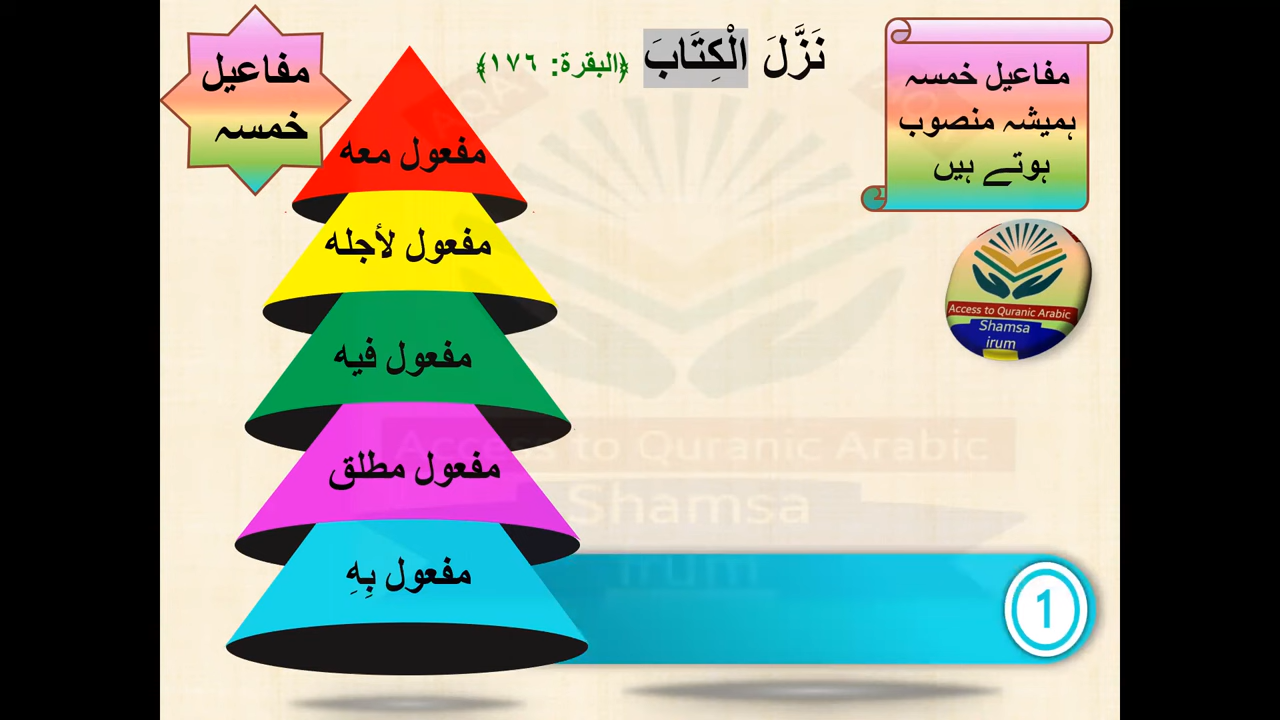 مفاعیل
خمسہ
نَزَّلَ الْكِتَابَ ﴿البقرة: ١٧٦﴾
مفاعیل خمسہ
ہمیشہ منصوب
ہوتے ہیں
مفعول معه
مفعول لأجله
مفعول فيه
مفعول مطلق
مفعول بِهِ
1
Access to Quranic Arabic
Shamsa
irum
Access to Quranic Arabic
Shamsa
irum